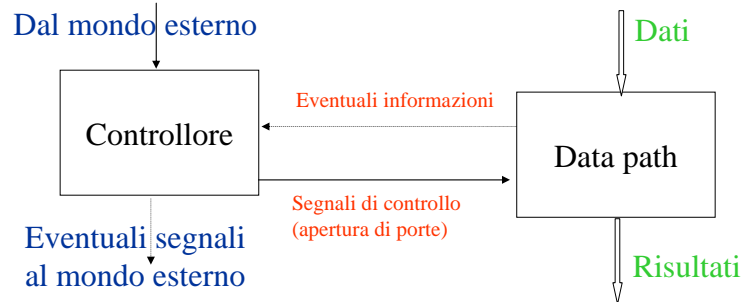 Dal mondo esterno
Dati
Eventuali informazioni
Controllore
Data path
Segnali di controllo
(apertura di porte)
Eventuali segnali
al mondo esterno
Risultati